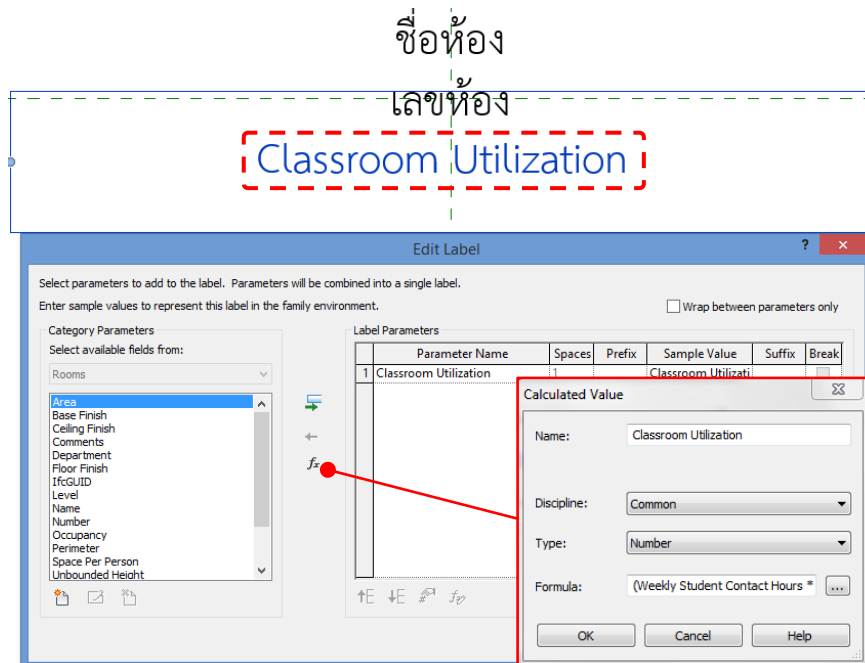 ชื่อห้อง
เลขห้อง
Classroom Utilization
Edit Label
? ×
Select parameters to add to the label. Parameters will be combined into a single label.
Enter sample values to represent this label in the family environment.
Wrap between parameters only
Category Parameters
Select available fields from:
Rooms
Area
Base Finish
Ceiling Finish
Comments
Department
Floor Finish
IfcGUID
Level
Name
Number
Occupancy
Perimeter
Space Per Person
Unbounded Height
fx
Label Parameters
Parameter Name Spaces Prefix Sample Value Suffix Break
1 Classroom Utilization 1 Classroom Utilizati
Calculated Value
Name: Classroom Utilization
Discipline: Common
Type: Number
Formula: (Weekly Student Contact Hours * ...
OK Cancel Help